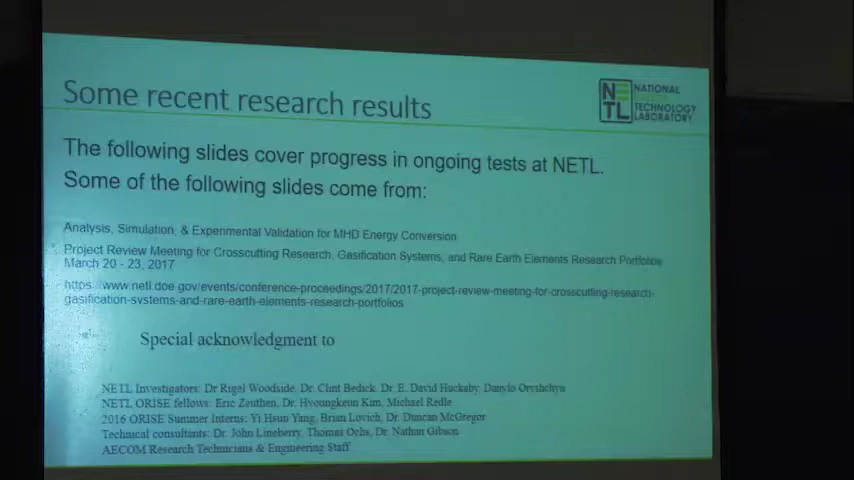 Some recent research results
NETL NATIONAL
TECHNOLOGY
LABORATORY
The following slides cover progress in ongoing tests at NETL.
Some of the following slides come from:
Analysis, Simulation, & Experimental Validation for MHD Energy Conversion
Project Review Meeting for Crosscutting Research, Gasification Systems, and Rare Earth Elements Research Portfolios
March 20 - 23, 2017
https://www.netl.doe.gov/events/conference-proceedings/2017/2017-project-review-meeting-for-crosscutting-research-
gasification-systems-and-rare-earth-elements-research-portfolios
Special acknowledgment to
NETL Investigators: Dr Rigel Woodside, Dr. Clint Bedick, Dr. E. David Huckaby, Danylo Oryshchyn
NETL ORISE fellows: Eric Zeuthen, Dr. Hyoungkeun Kim, Michael Redle
2016 ORISE Summer Interns: Yi Hsun Yang, Brian Lovich, Dr. Duncan McGregor
Technical consultants: Dr. John Lineberry, Thomas Ochs, Dr. Nathan Gibson
AECOM Research Technicians & Engineering Staff